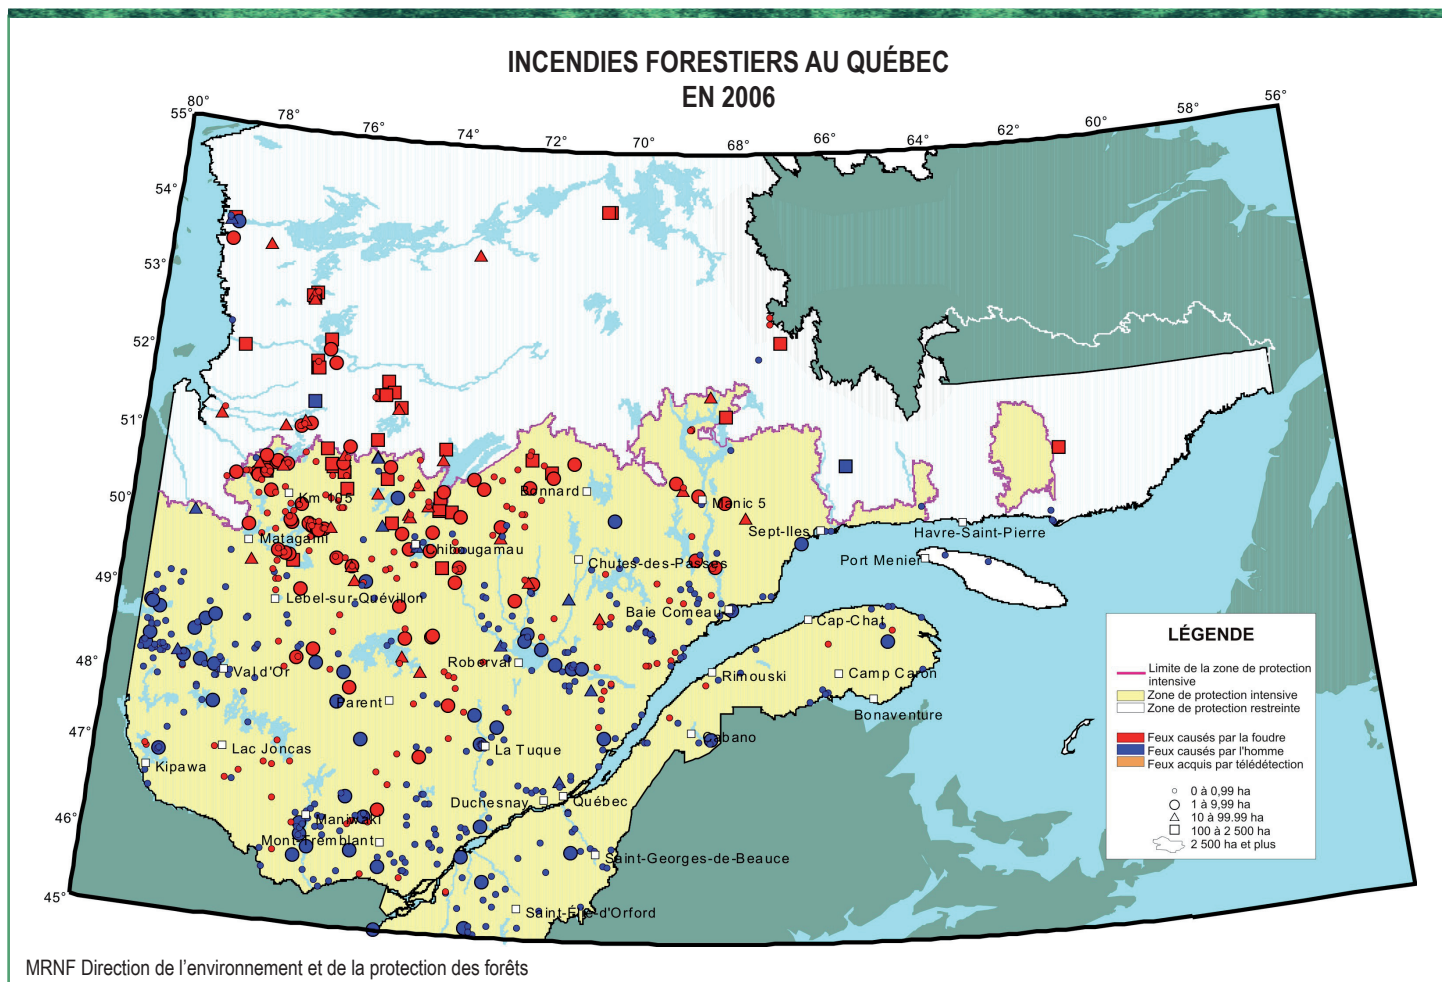 INCENDIES FORESTIERS AU QUÉBEC
EN 2006
80°
78°
76°
74°
72°
70°
68°
66°
64°
62°
60°
58°
56°
55°
54°
53°
52°
51°
50°
49°
48°
47°
46°
45°
Km 105
Matagami
Bonnard
Manic 5
Sept-Iles
Havre-Saint-Pierre
Port Menier
Chibougamau
Chutes-des-Passes
Lebel-sur-Quévillon
Baie Comeau
Cap-Chat
Val d'Or
Roberval
Rimouski
Camp Caron
Bonaventure
Parent
Cabano
Lac Joncas
La Tuque
Kipawa
Duchesnay
Québec
Maniwaki
Mont-Tremblant
Saint-Georges-de-Beauce
Saint-Élie-d'Orford
LÉGENDE
Limite de la zone de protection
intensive
Zone de protection intensive
Zone de protection restreinte
Feux causés par la foudre
Feux causés par l'homme
Feux acquis par télédétection
0 à 0,99 ha
1 à 9,99 ha
10 à 99.99 ha
100 à 2 500 ha
2 500 ha et plus
MRNF Direction de l'environnement et de la protection des forêts